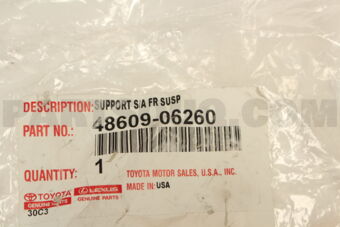 DESCRIPTION: SUPPORT S/A FR SUSP
PART NO.: 48609-06260
QUANTITY: 1
TOYOTA MOTOR SALES, U.S.A., INC.
MADE IN: USA
TOYOTA LEXUS
GENUINE PARTS GENUINE PARTS
30C3